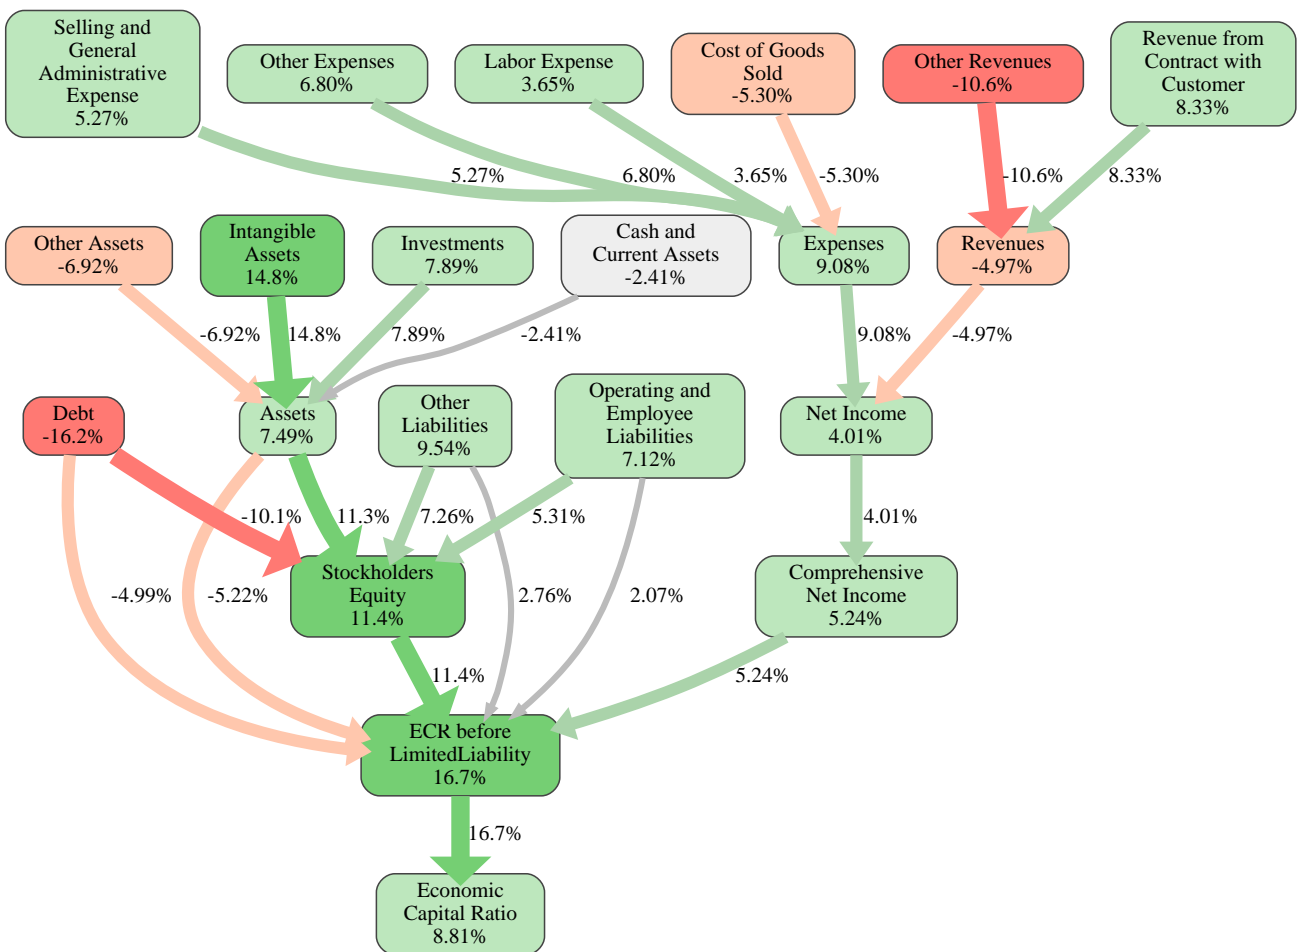 Selling and
General
Administrative
Expense
5.27%
Other Expenses
6.80%
Labor Expense
3.65%
Cost of Goods
Sold
-5.30%
Other Revenues
-10.6%
Revenue from
Contract with
Customer
8.33%
5.27%
6.80%
3.65%
-5.30%
-10.6%
8.33%
Other Assets
-6.92%
Intangible
Assets
14.8%
Investments
7.89%
Cash and
Current Assets
-2.41%
Expenses
9.08%
Revenues
-4.97%
-6.92%
14.8%
7.89%
-2.41%
9.08%
-4.97%
Debt
-16.2%
Assets
7.49%
Other
Liabilities
9.54%
Operating and
Employee
Liabilities
7.12%
Net Income
4.01%
-10.1%
11.3%
7.26%
5.31%
4.01%
Stockholders
Equity
11.4%
Comprehensive
Net Income
5.24%
-4.99%
-5.22%
2.76%
2.07%
11.4%
5.24%
ECR before
LimitedLiability
16.7%
16.7%
Economic
Capital Ratio
8.81%